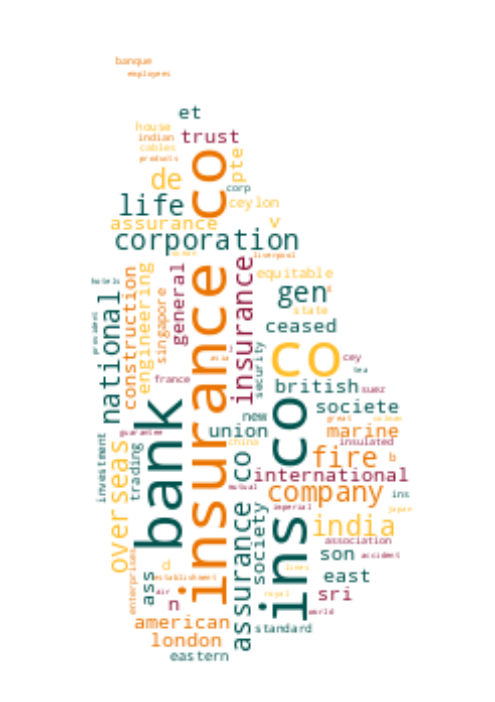 banque
employees
et
house
indian
trust
cables
products
pte
de
co
corp
life
ceylon
assurance
v
corporation
liverpool
insurance co
insurance
general
equitable
hotels
construction
engineering
gen
national
singapore
state
president
ceased
co
cey
asia
security
tea
france
british
suez
bank
societe
new
great
guarantee
union
marine
china
insulated
investment
overseas
trading
fire
b
assurance co
international
mutual
company
ins
ins co
imperial
japan
society
india
association
son
accident
d
establishment
ass
east
enterprises
air
royal
sri
n
world
american
standard
london
eastern